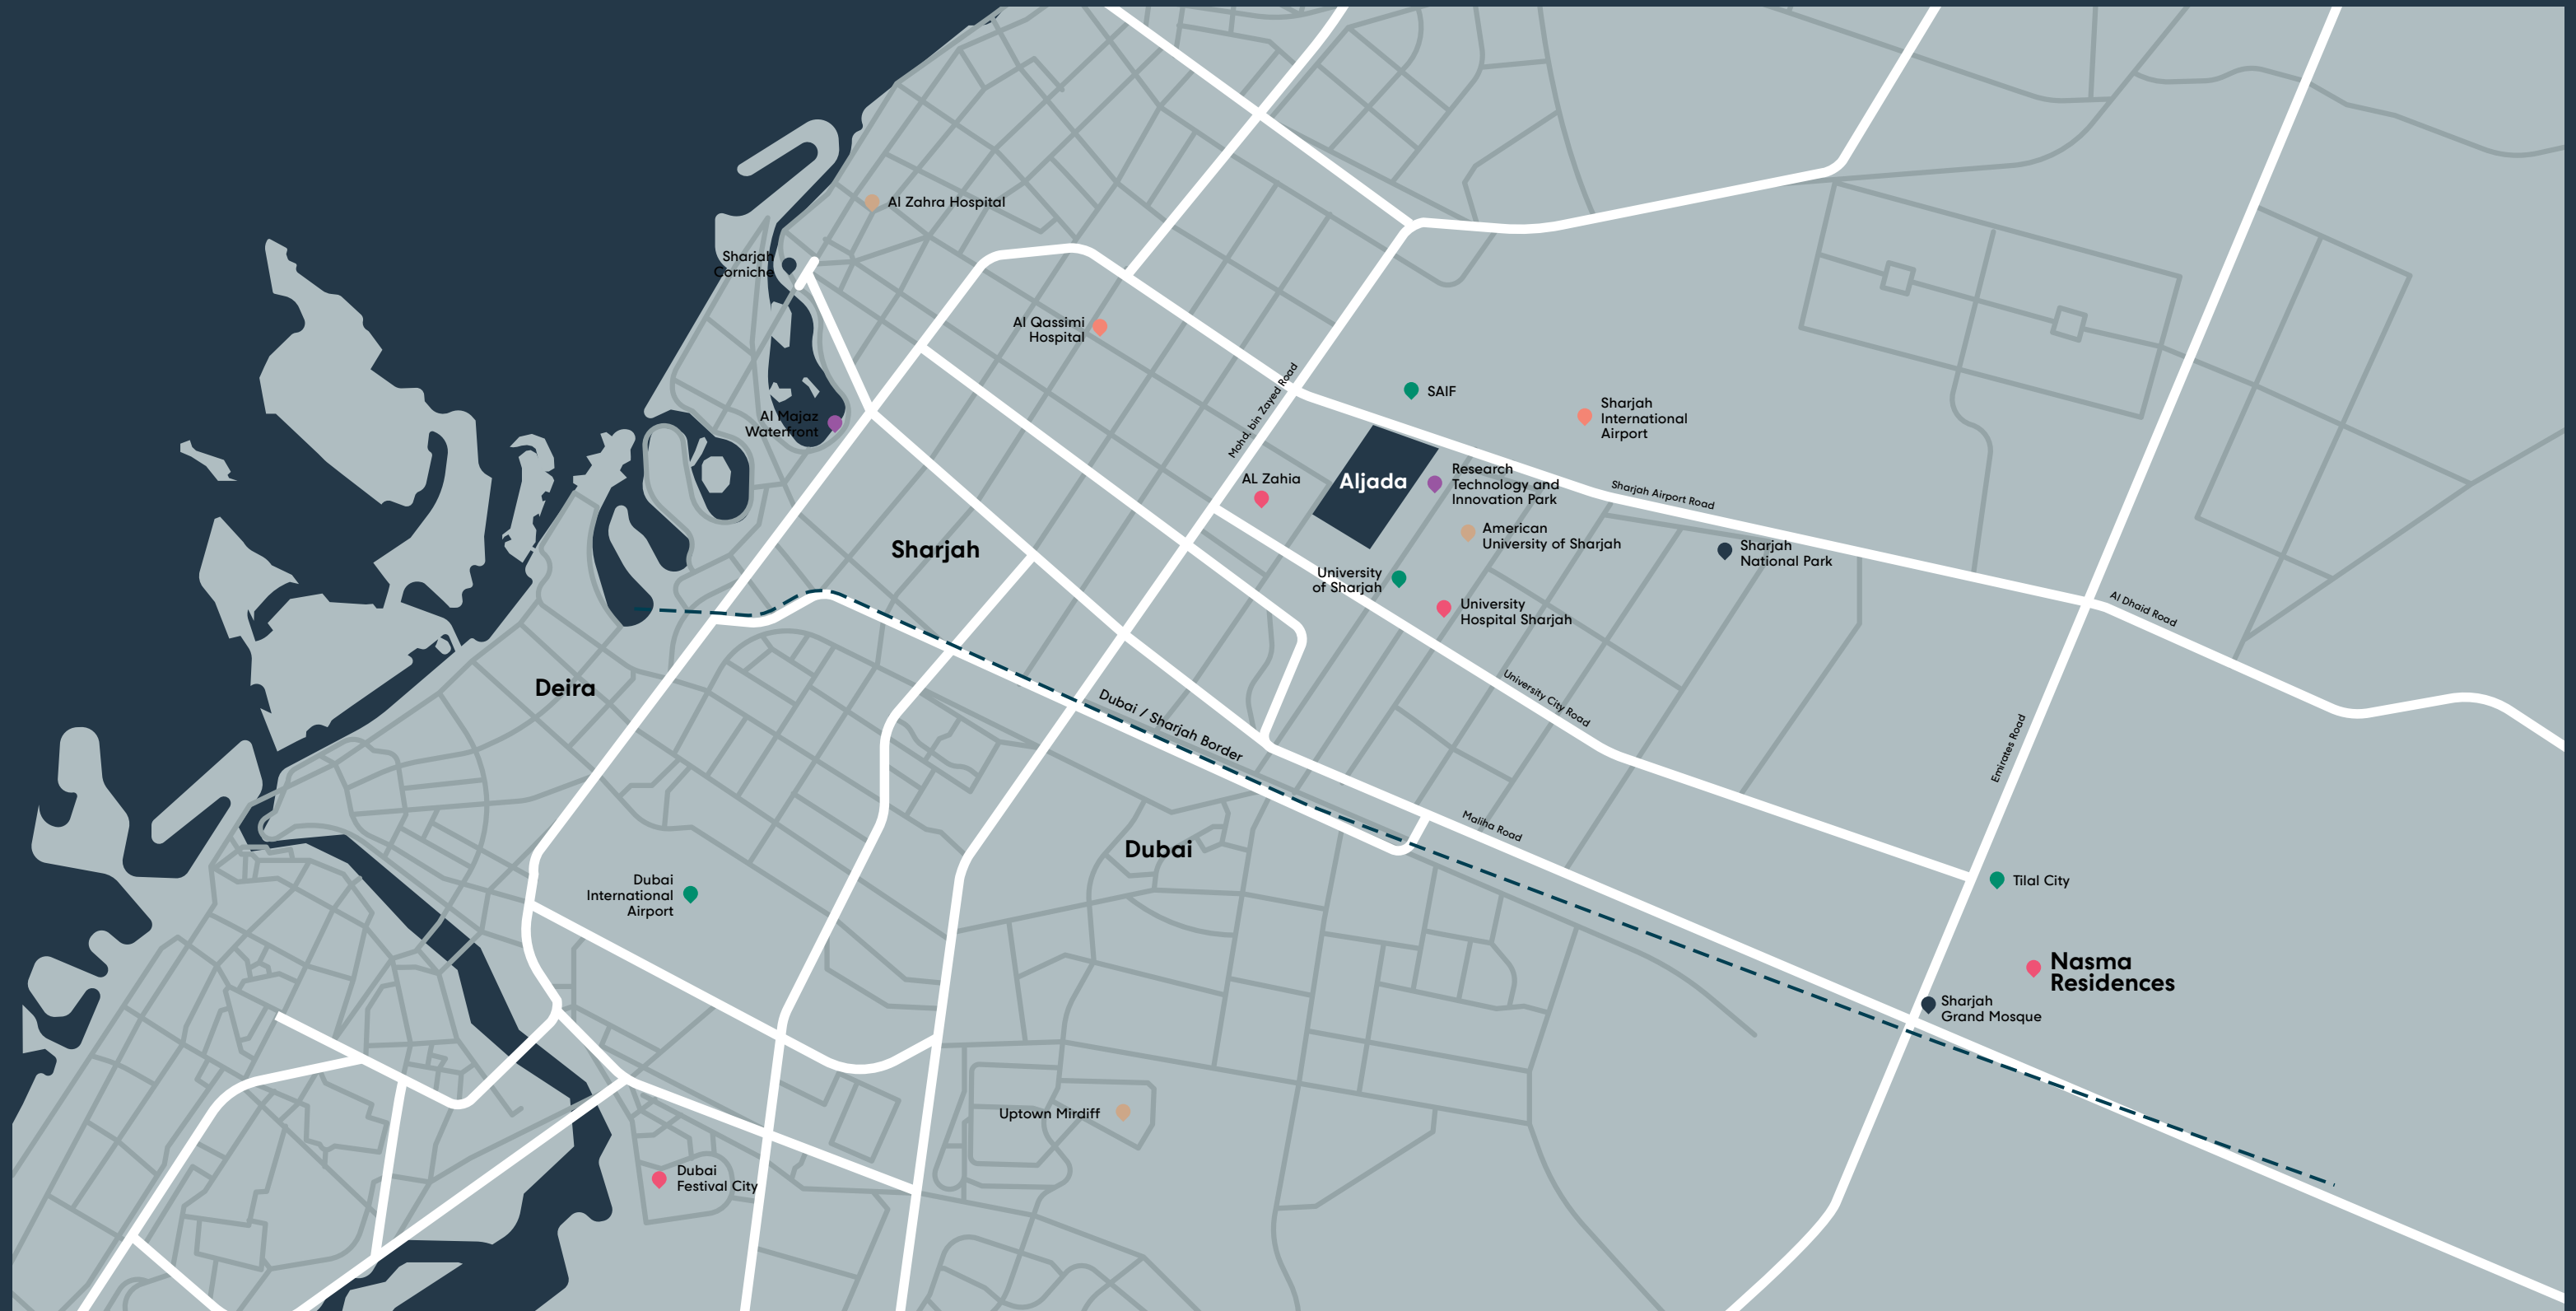 Al Zahra Hospital
Sharjah
Corniche
Al Qassimi
Hospital
Mohd. bin Zayed Road
SAIF
Sharjah
International
Airport
Al Majaz
Waterfront
AL Zahia
Aljada
Research
Technology and
Innovation Park
Sharjah Airport Road
American
University of Sharjah
Sharjah
Sharjah
National Park
University
of Sharjah
University
Hospital Sharjah
Al Dhaid Road
Deira
University City Road
Dubai / Sharjah Border
Emirates Road
Maliha Road
Dubai
Dubai
International
Airport
Tilal City
Nasma
Residences
Sharjah
Grand Mosque
Uptown Mirdiff
Dubai
Festival City